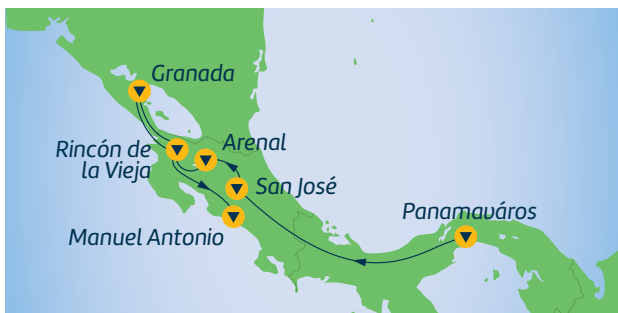 Granada
Rincón de
la Vieja
Arenal
San José
Manuel Antonio
Panamaváros